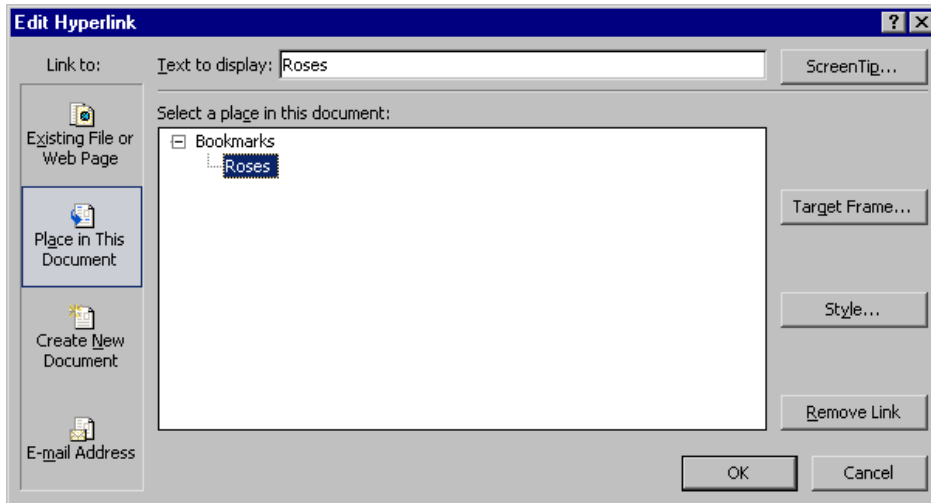 Edit Hyperlink
Link to:
Text to display: Roses
ScreenTip...
Existing File or
Web Page
Place in This
Document
Create New
Document
E-mail Address
Select a place in this document:
Bookmarks
Roses
Target Frame...
Style...
Remove Link
OK
Cancel